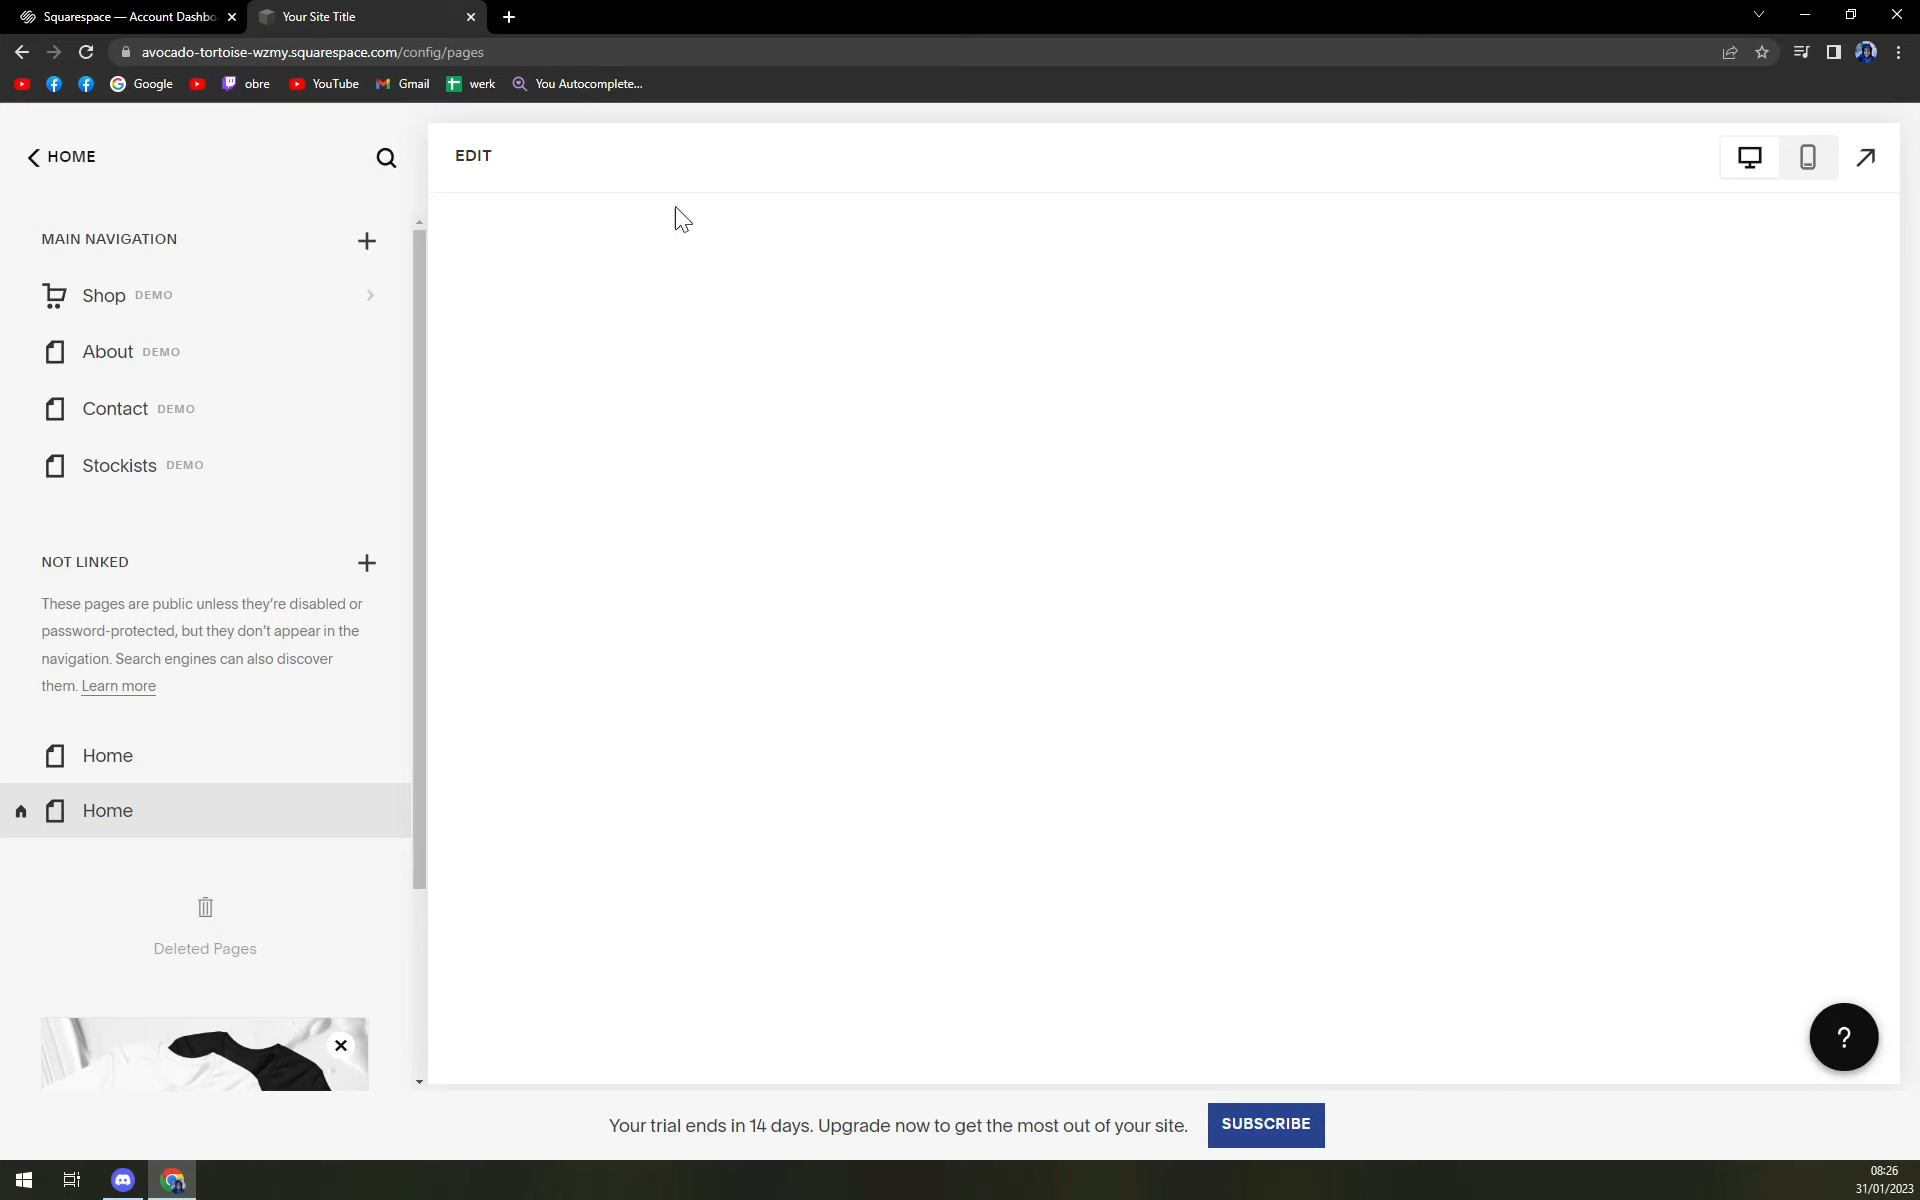 Squarespace — Account Dashbo
Your Site Title
avocado-tortoise-wzmy.squarespace.com/config/pages
Google
obre
YouTube
Gmail
werk
You Autocomplete...
HOME
EDIT
MAIN NAVIGATION
Shop DEMO
About DEMO
Contact DEMO
Stockists DEMO
NOT LINKED
These pages are public unless they're disabled or
password-protected, but they don't appear in the
navigation. Search engines can also discover
them. Learn more
Home
Home
Deleted Pages
?
Your trial ends in 14 days. Upgrade now to get the most out of your site.
SUBSCRIBE
08:26
31/01/2023